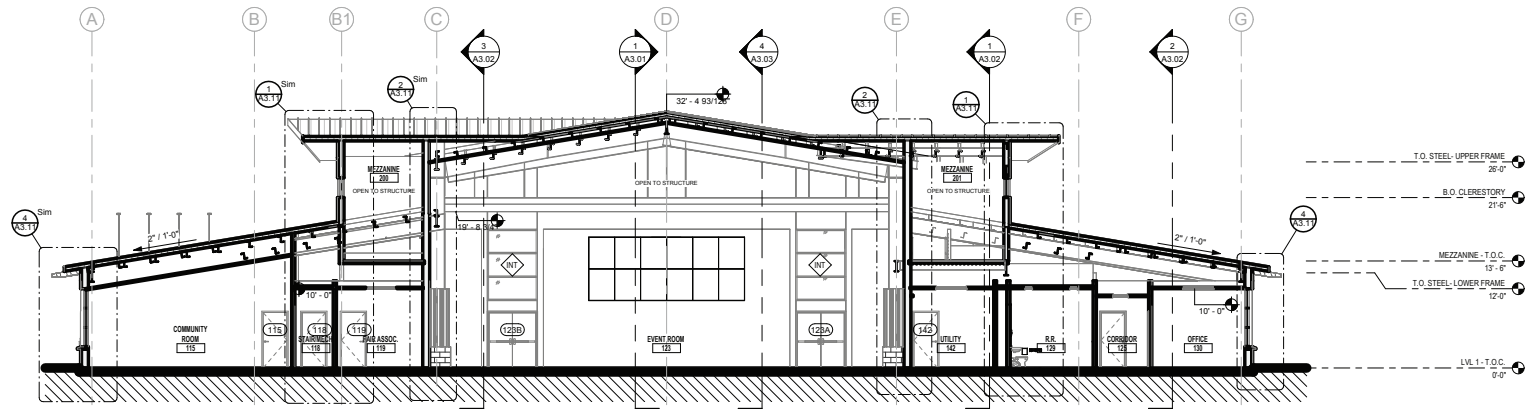 A
B
B1
C
D
E
F
G
3
A3.02
1
A3.01
4
A3.03
1
A3.02
2
A3.02
1
A3.11
Sim
2
A3.11
Sim
2
A3.11
1
A3.11
32' - 4 93/128"
MEZZANINE
200
OPEN TO STRUCTURE
OPEN TO STRUCTURE
MEZZANINE
201
OPEN TO STRUCTURE
T.O. STEEL- UPPER FRAME
26'-0"
B.O. CLERESTORY
21'-6"
4
A3.11
Sim
4
A3.11
2" / 1'-0"
19' - 8 3/4"
2" / 1'-0"
INT
INT
MEZZANINE - T.O.C.
13' - 6"
T.O. STEEL- LOWER FRAME
12'-0"
10' - 0"
10' - 0"
COMMUNITY
ROOM
115
115
118
STAIR/MECH.
118
119
FAIR ASSOC.
119
123B
EVENT ROOM
123
123A
142
UTILITY
142
R.R.
129
CORRIDOR
125
OFFICE
130
LVL 1 - T.O.C.
0'-0"